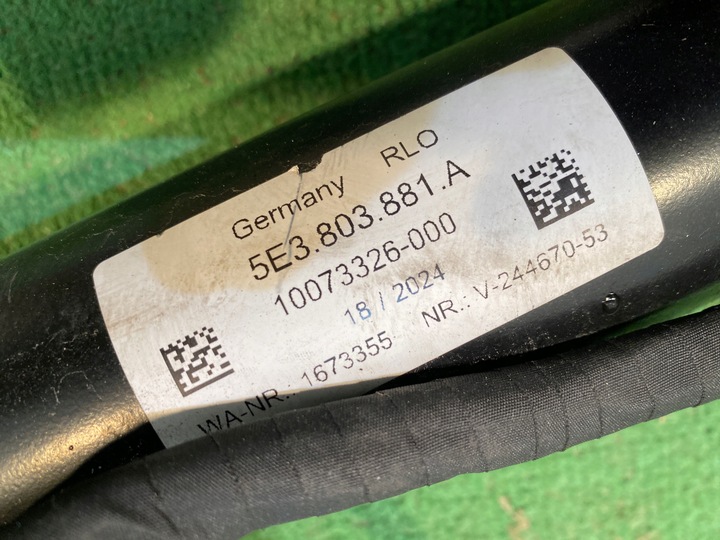 Germany RLO
5E3.803.881.A
10073326-000
18 / 2024
WA-NR.: 1673355 NR.: V-244670-53